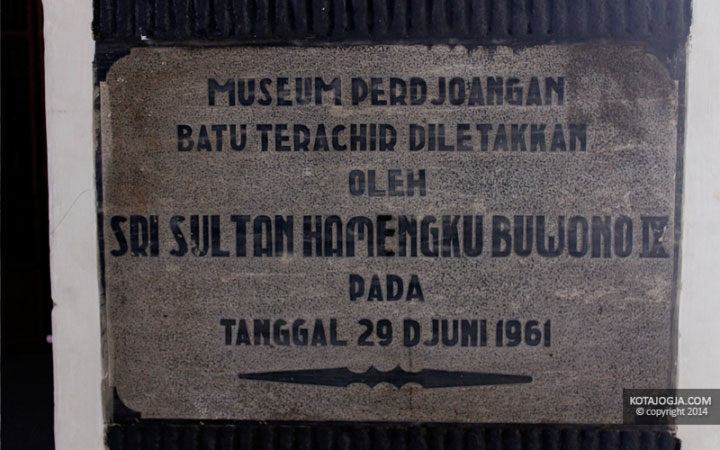 MUSEUM PERDJOANGAN
BATU TERACHIR DILETAKKAN
OLEH
SRI SULTAN HAMENGKU BUWONO IX
PADA
TANGGAL 29 DJUNI 1961
KOTAJOGJA.COM
© copyright 2014